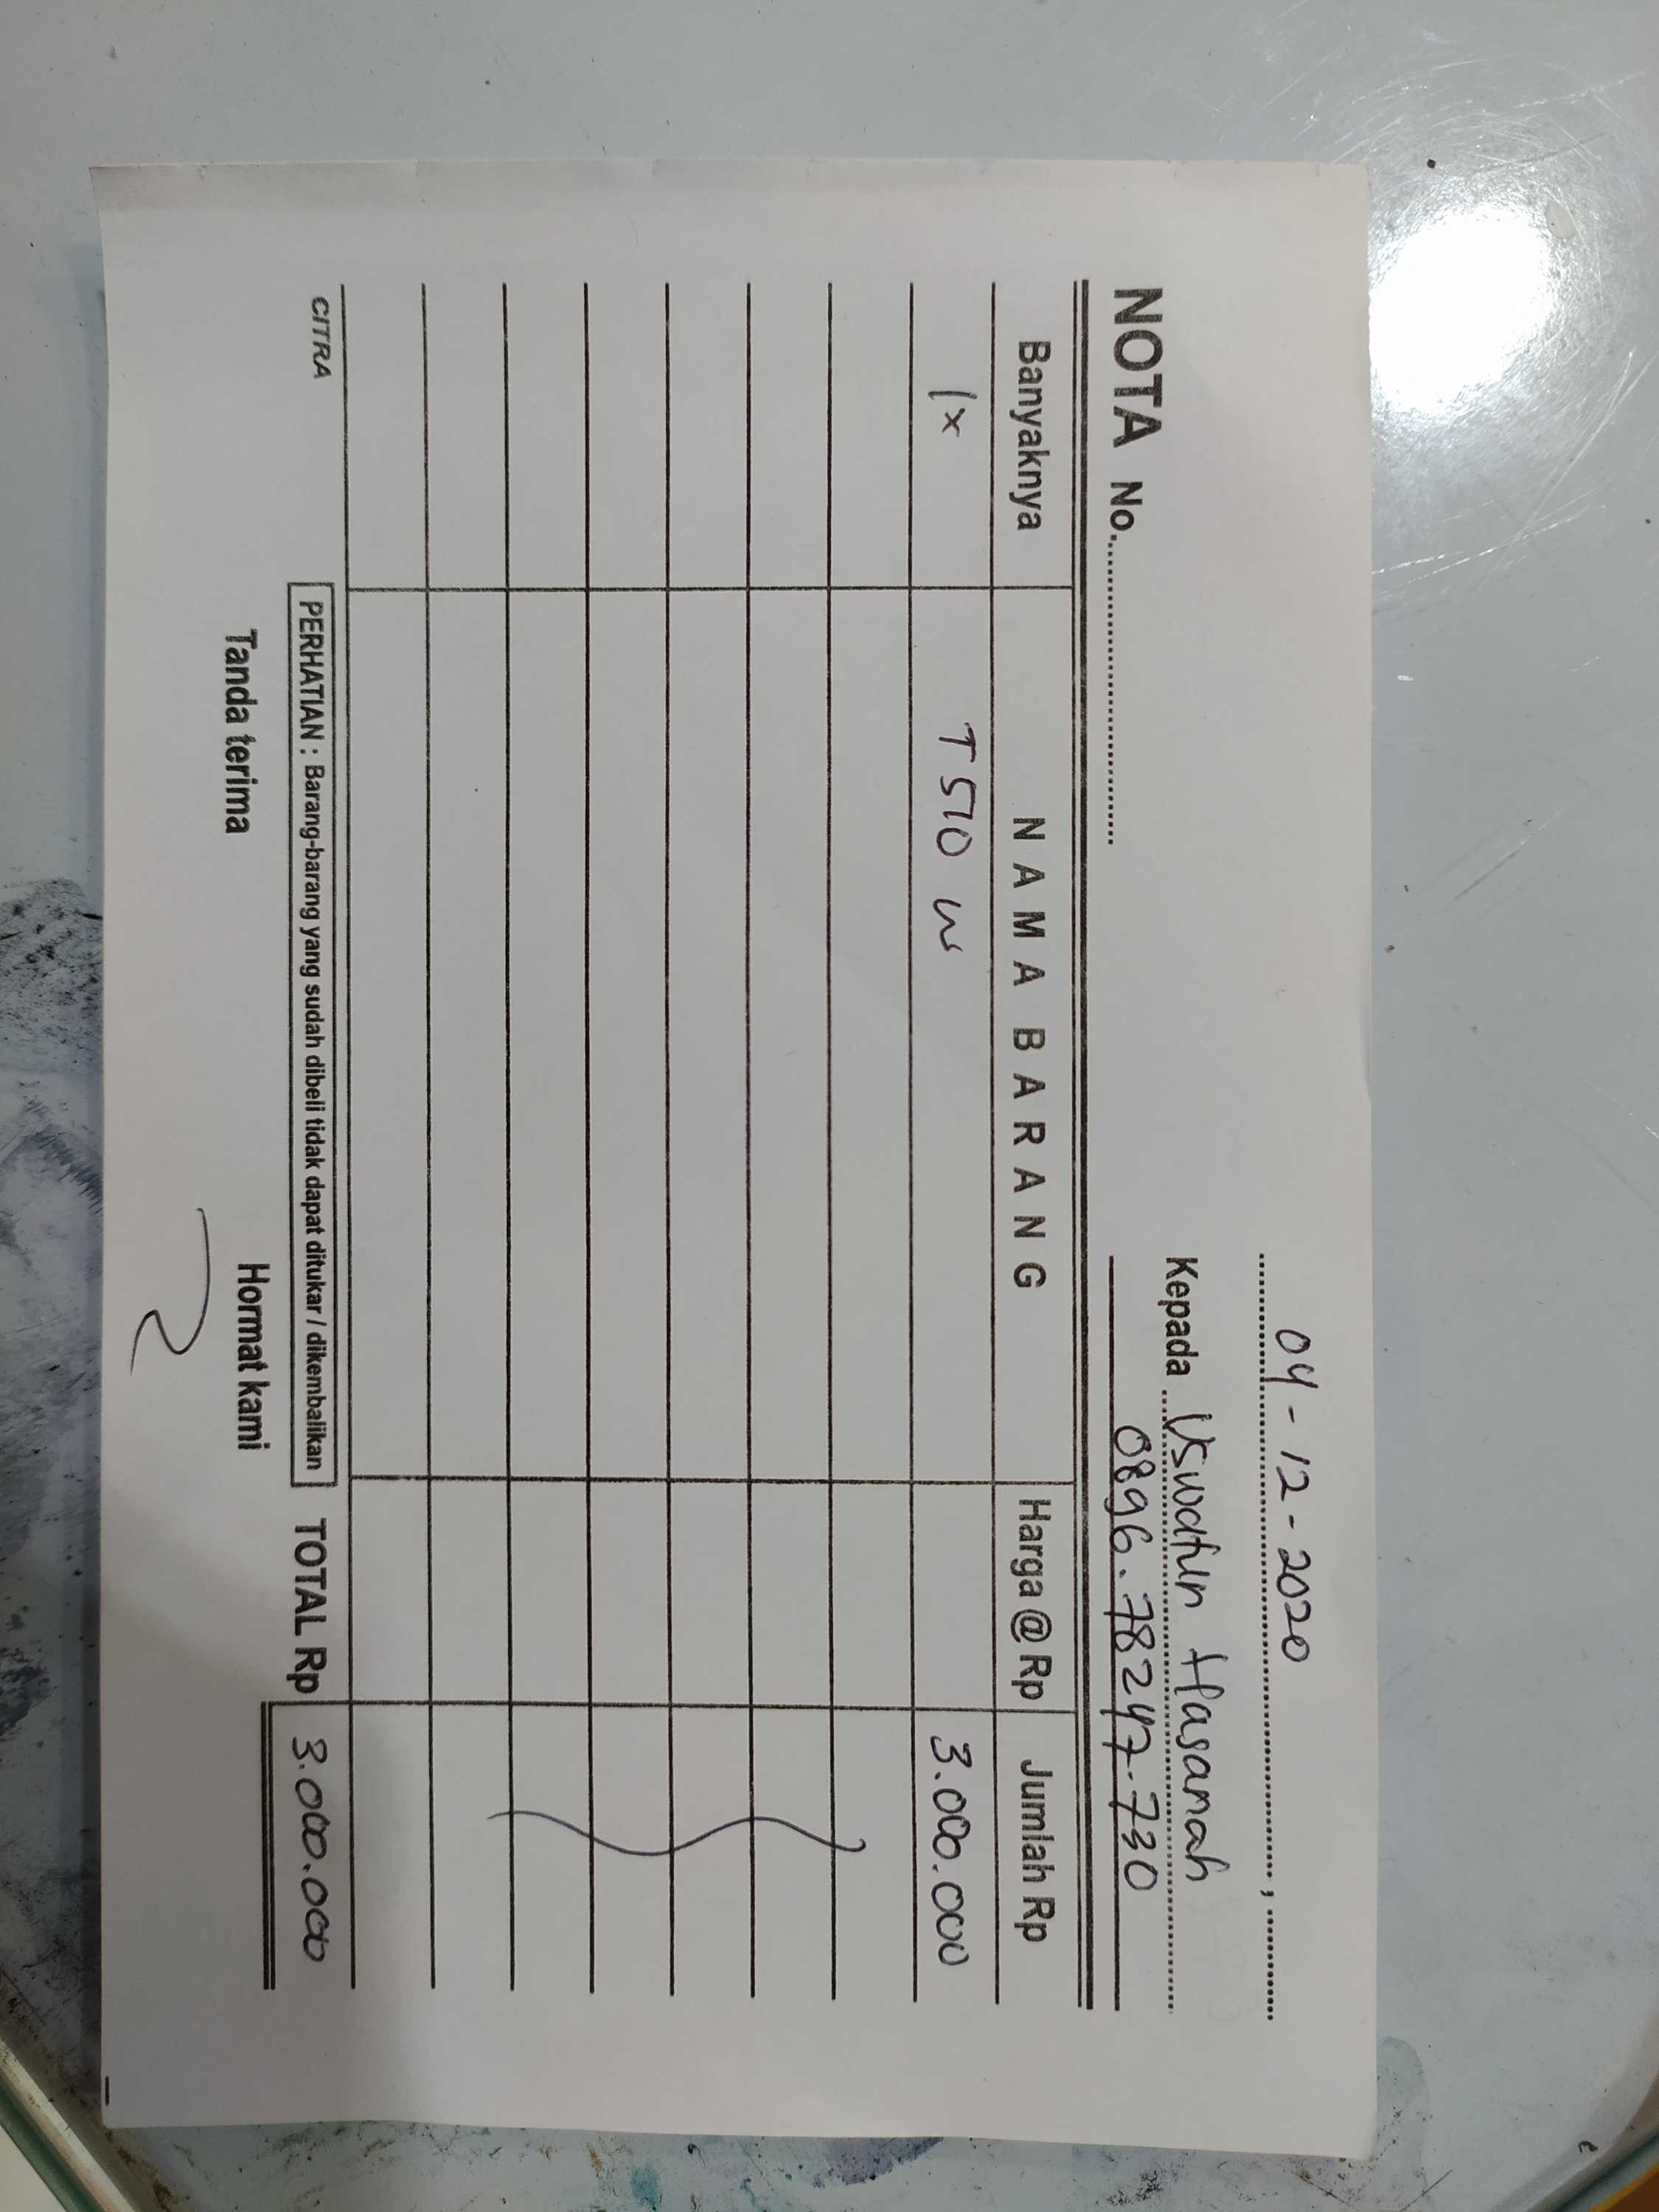 04-12-2020
Kepada Uswatun Hasanah
NOTA No.
0896.78247.730
Banyaknya NAMA BARANG Harga @ Rp Jumlah Rp
1x T510 W 3.000.000
CITRA PERHATIAN : Barang-barang yang sudah dibeli tidak dapat ditukar / dikembalikan TOTAL Rp 3.000.000
Tanda terima Hormat kami